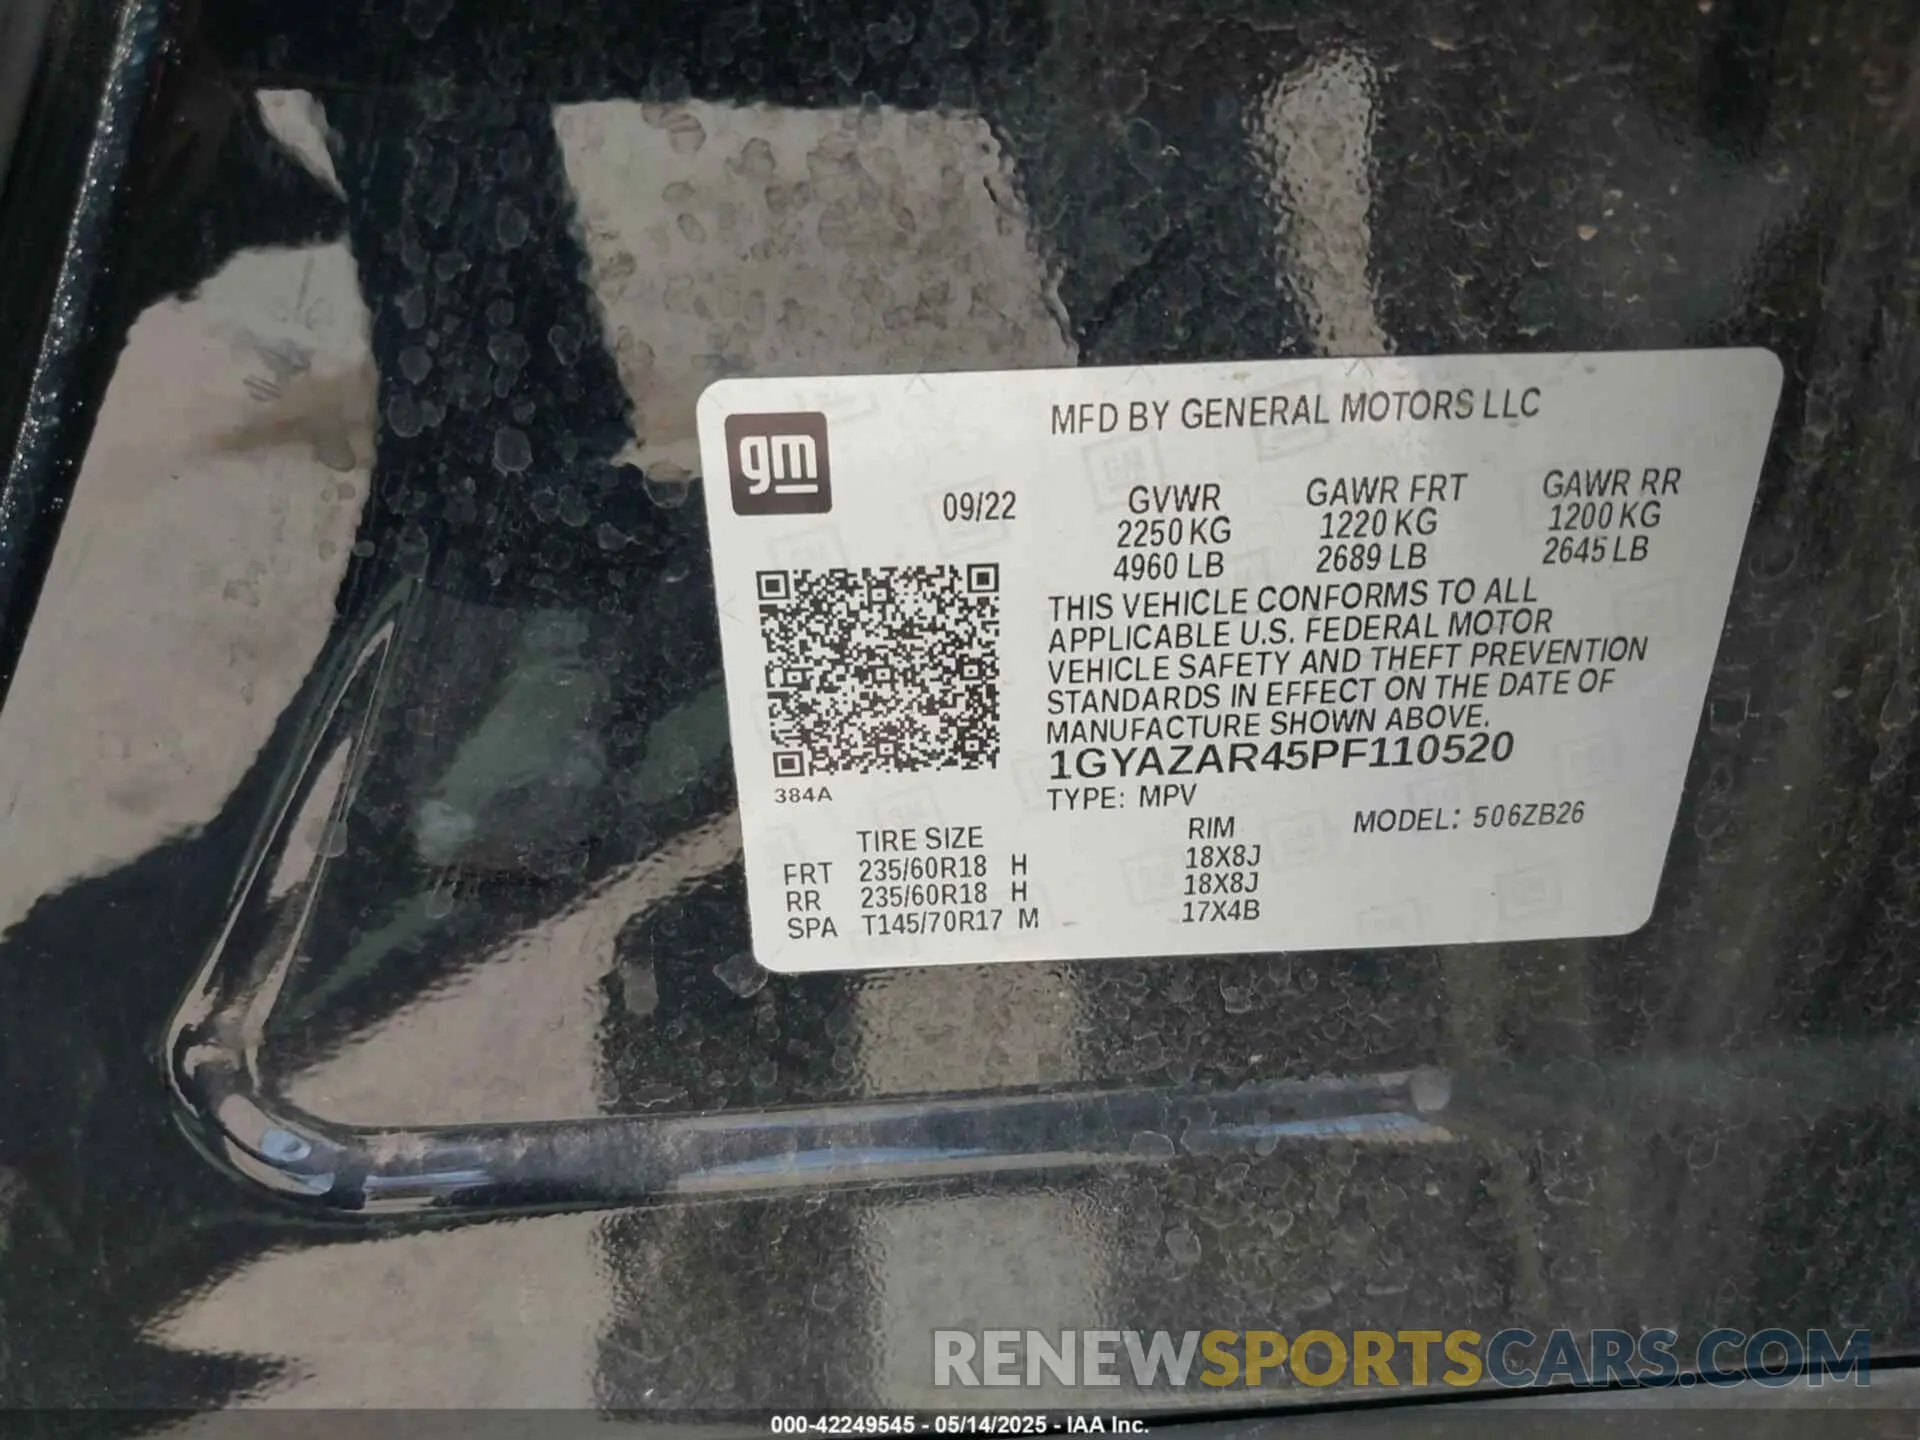 gm
MFD BY GENERAL MOTORS LLC
09/22
GVWR GAWR FRT GAWR RR
2250 KG 1220 KG 1200 KG
4960 LB 2689 LB 2645 LB
THIS VEHICLE CONFORMS TO ALL
APPLICABLE U.S. FEDERAL MOTOR
VEHICLE SAFETY AND THEFT PREVENTION
STANDARDS IN EFFECT ON THE DATE OF
MANUFACTURE SHOWN ABOVE.
1GYAZAR45PF110520
384A
TYPE: MPV
MODEL: 506ZB26
TIRE SIZE RIM
FRT 235/60R18 H 18X8J
RR 235/60R18 H 18X8J
SPA T145/70R17 M 17X4B
RENEWSPORTSCARS.COM
000-42249545 - 05/14/2025 - IAA Inc.